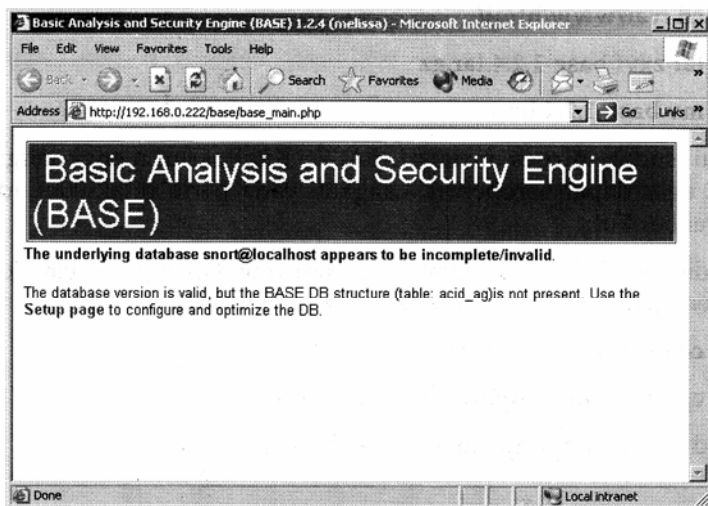 Basic Analysis and Security Engine (BASE) 1.2.4 (melissa) - Microsoft Internet Explorer
File Edit View Favorites Tools Help
Back Search Favorites Media
Address http://192.168.0.222/base/base_main.php Go Links »
Basic Analysis and Security Engine
(BASE)
The underlying database snort@localhost appears to be incomplete/invalid.
The database version is valid, but the BASE DB structure (table: acid_ag)is not present. Use the
Setup page to configure and optimize the DB.
Done Local intranet